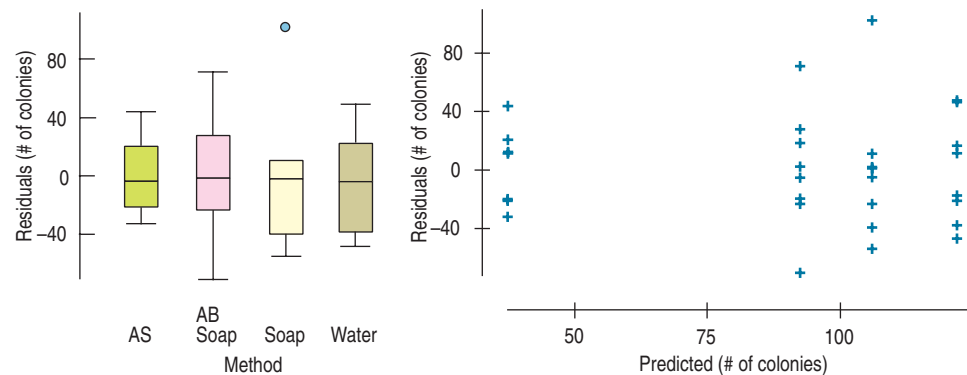 Residuals (# of colonies)
80
40
0
–40
AS
AB
Soap
Soap
Water
Method
Residuals (# of colonies)
80
40
0
–40
50
75
100
Predicted (# of colonies)